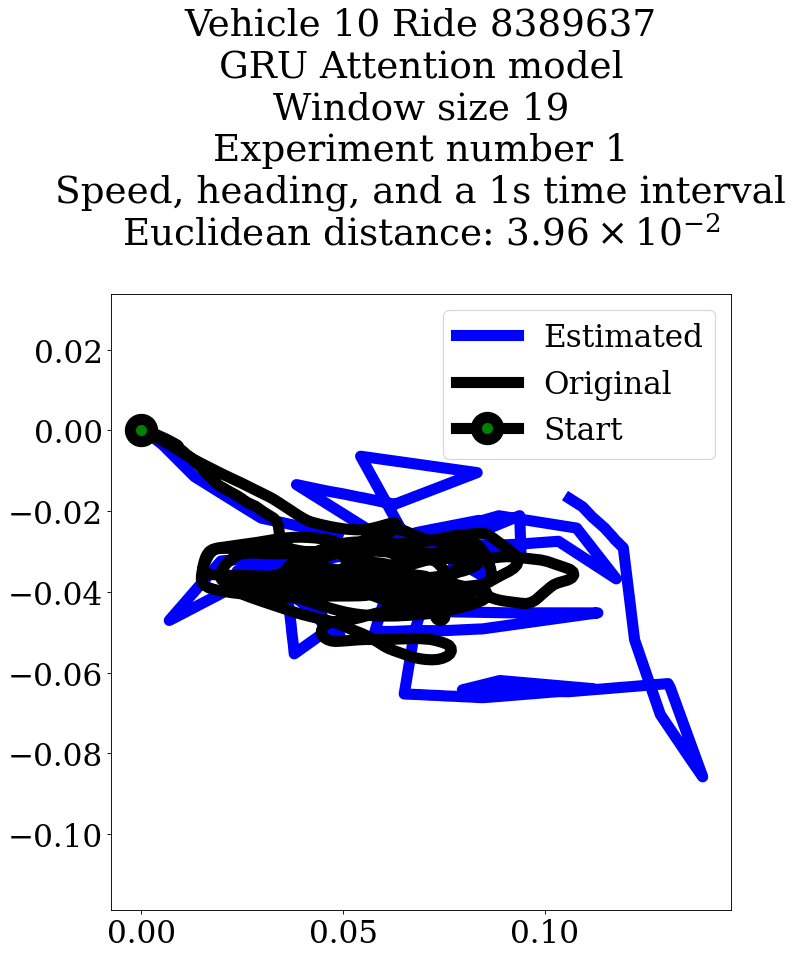 Vehicle 10 Ride 8389637
GRU Attention model
Window size 19
Experiment number 1
Speed, heading, and a 1s time interval
Euclidean distance: 3.96 × 10⁻²
Estimated
Original
Start
0.02
0.00
−0.02
−0.04
−0.06
−0.08
−0.10
0.00 0.05 0.10